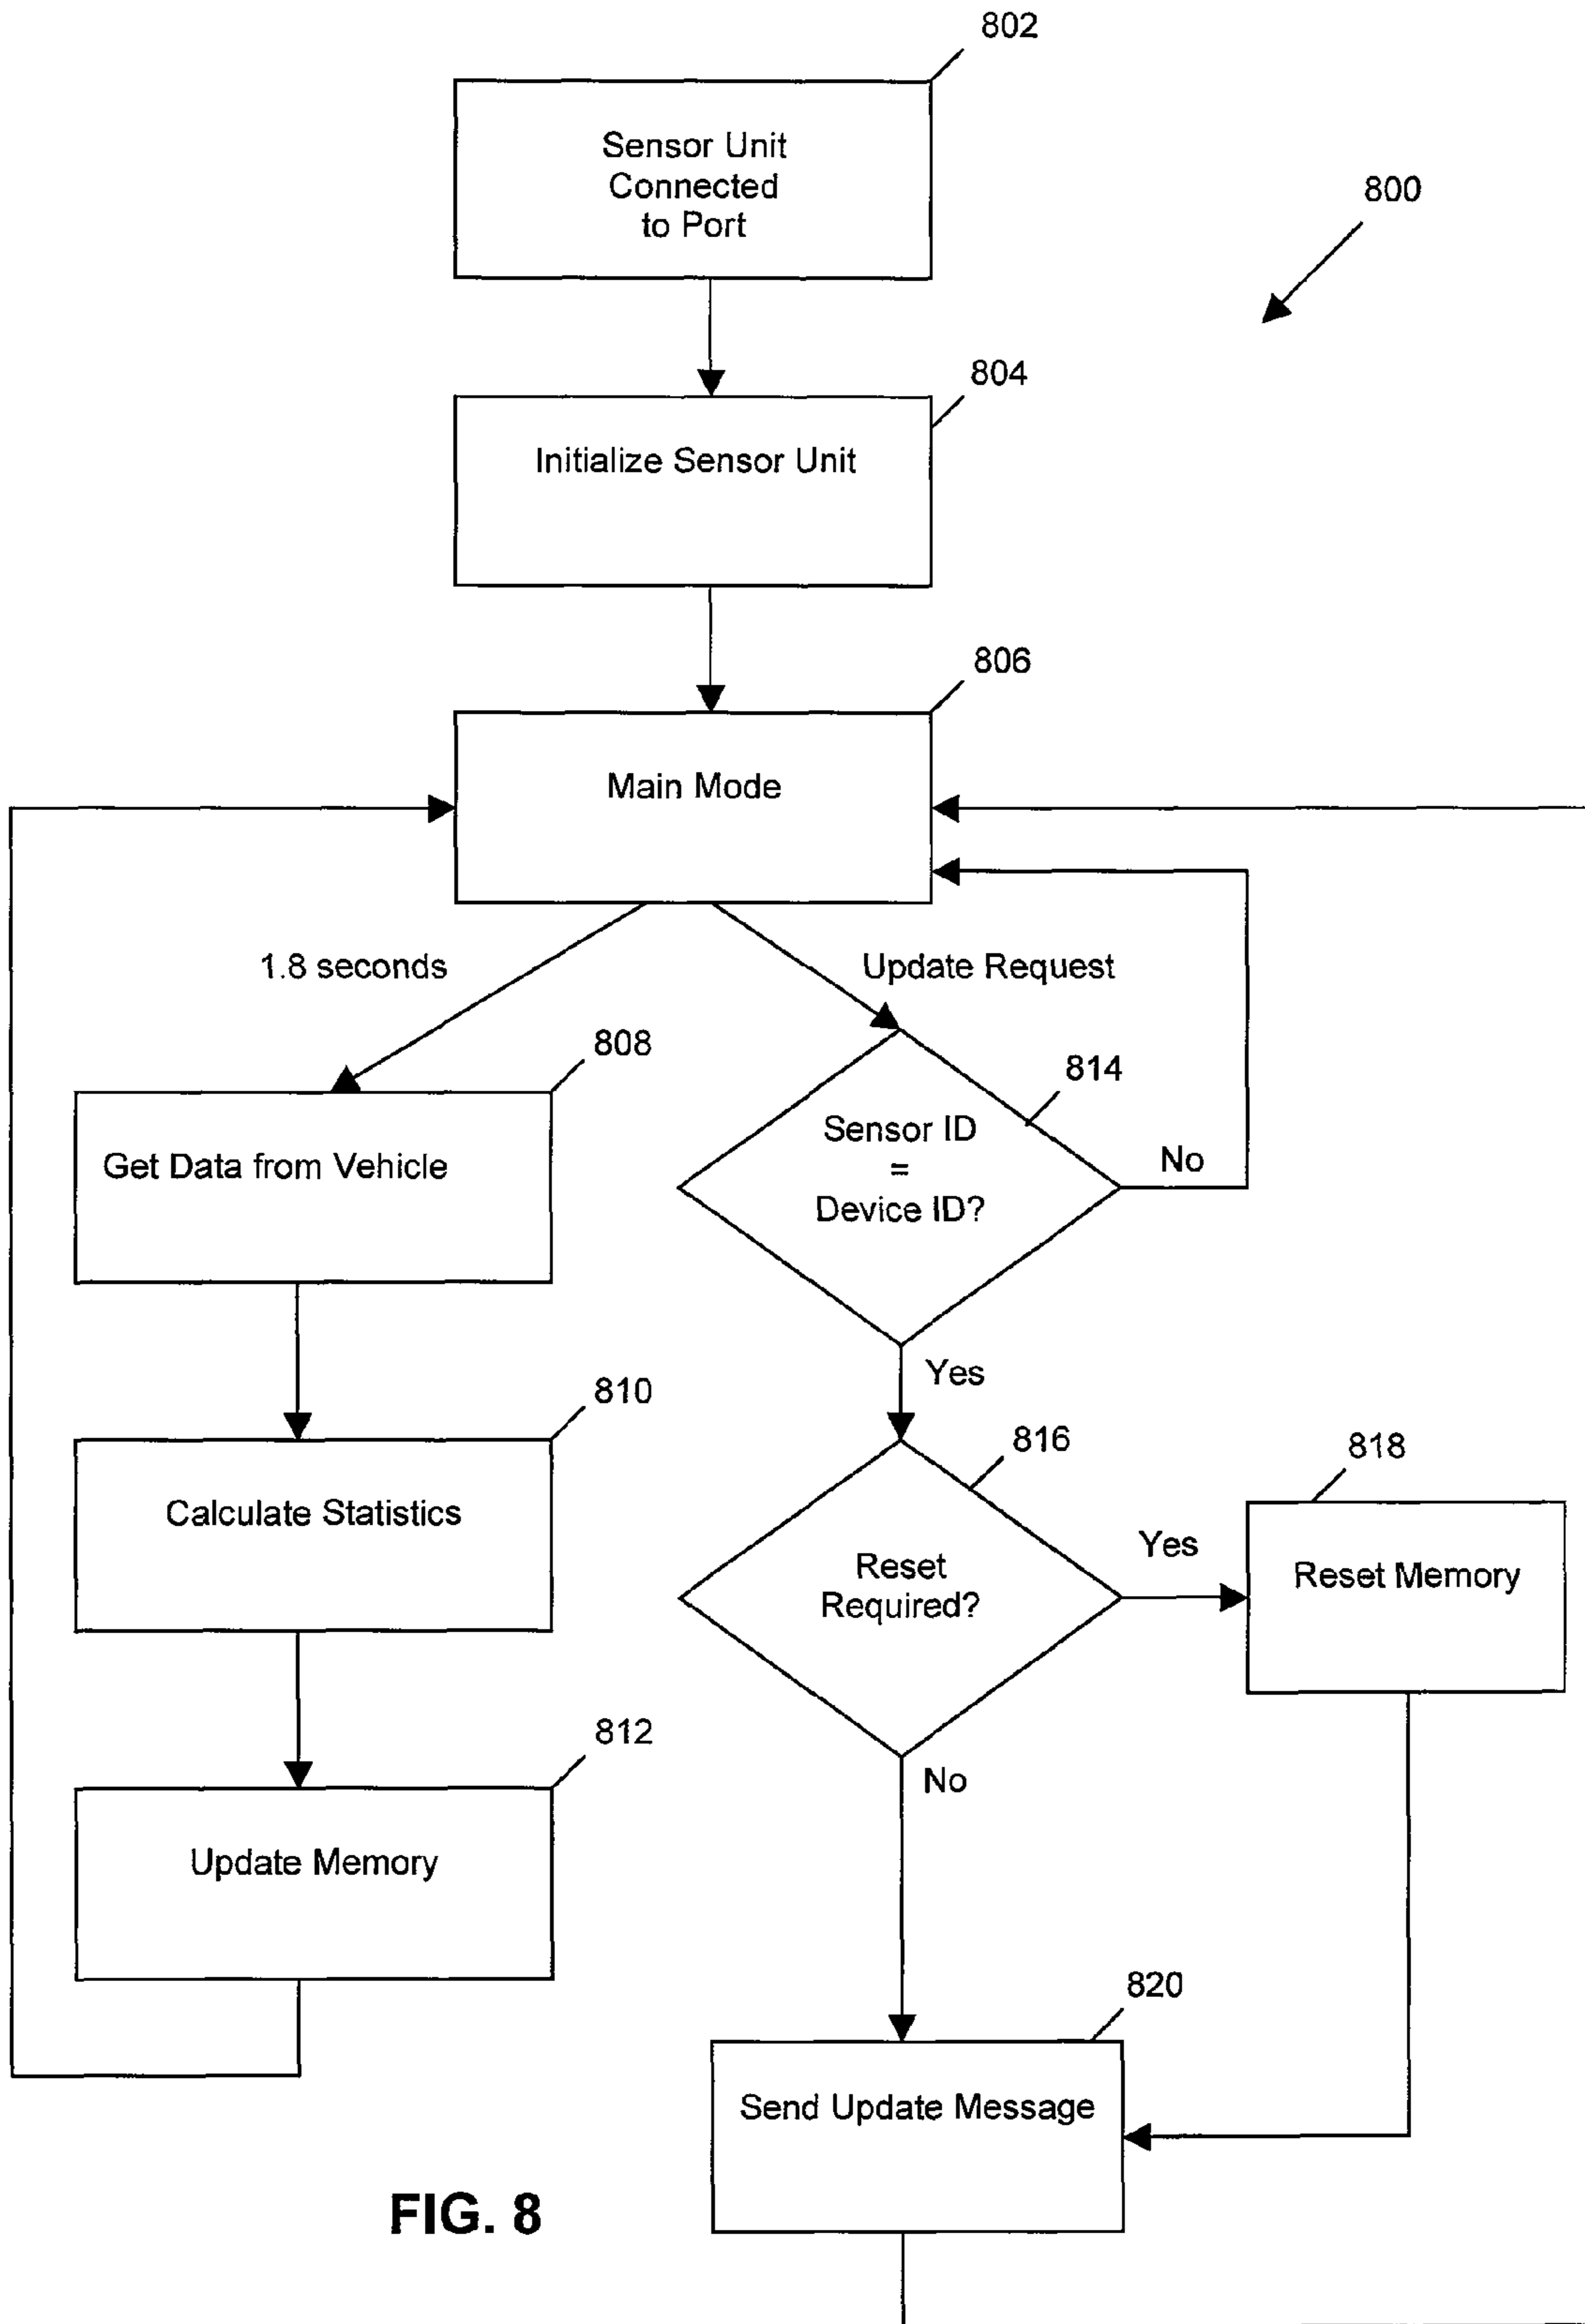 802
Sensor Unit
Connected
to Port
800
804
Initialize Sensor Unit
806
Main Mode
1.8 seconds
Update Request
808
814
Get Data from Vehicle
Sensor ID
=
Device ID?
No
Yes
810
816
818
Calculate Statistics
Reset
Required?
Yes
Reset Memory
812
No
Update Memory
820
Send Update Message
FIG. 8